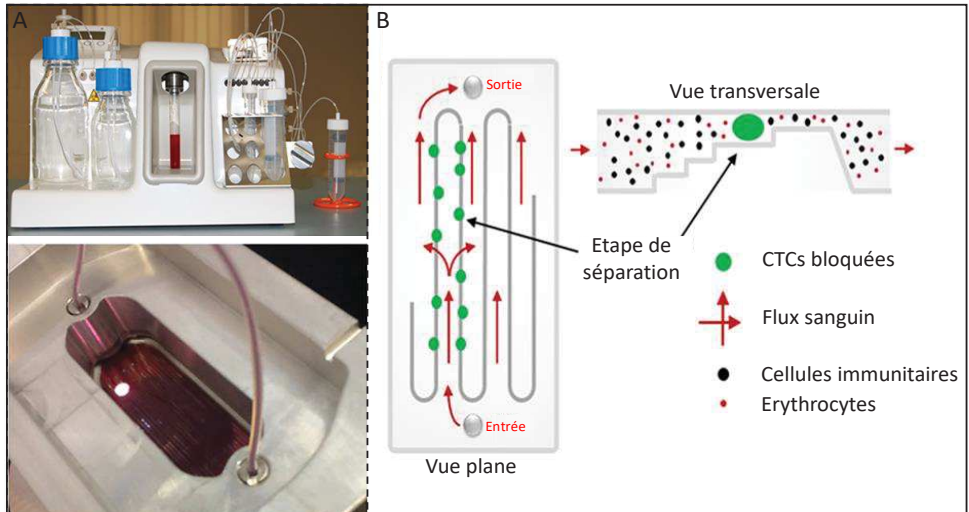 A
B
Sortie
Vue transversale
Etape de
séparation
CTCs bloquées
Flux sanguin
Cellules immunitaires
Erythrocytes
Entrée
Vue plane